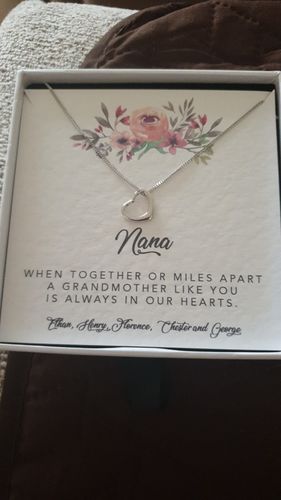 Nana
WHEN TOGETHER OR MILES APART
A GRANDMOTHER LIKE YOU
IS ALWAYS IN OUR HEARTS.
Ethan, Henry, Florence, Chester and George